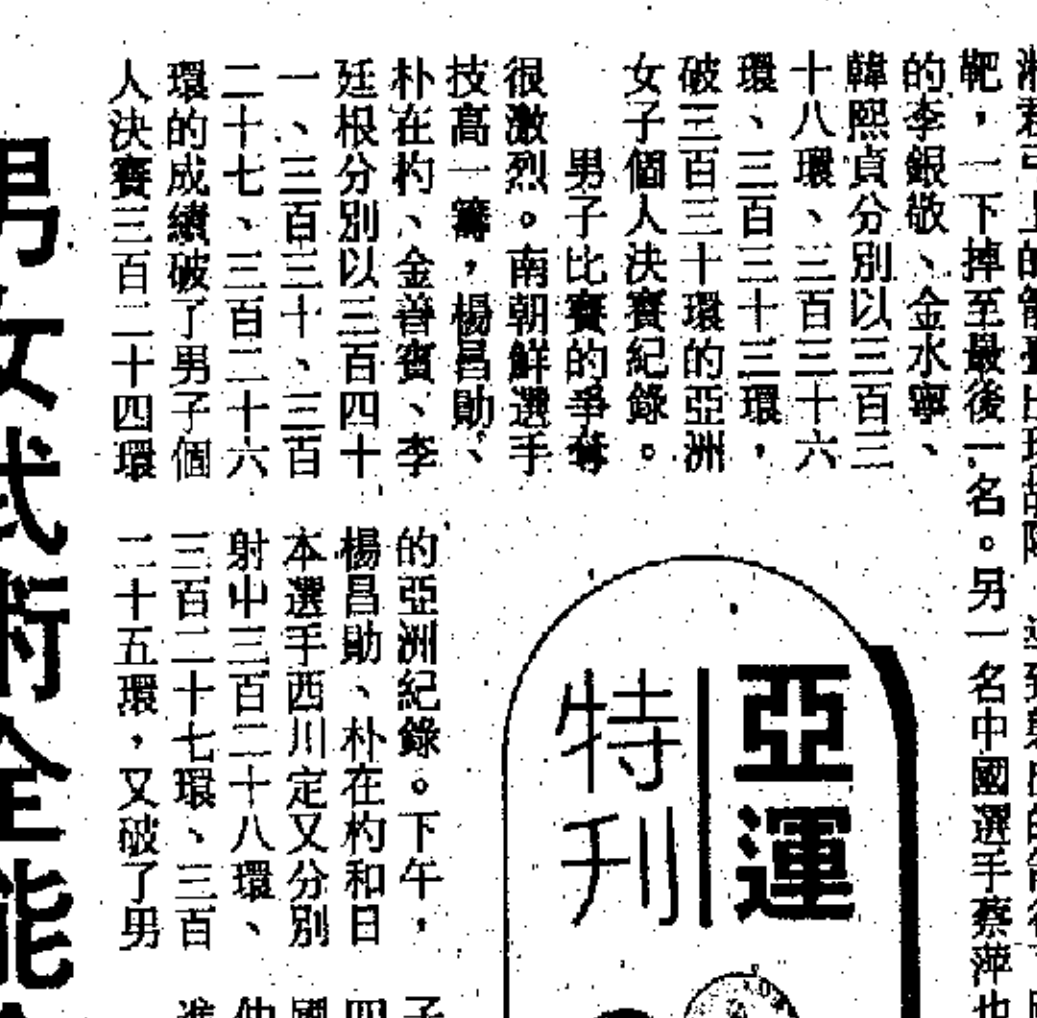 靶，一下掉至最後一名。另一名中國選手蔡萍也
的李銀敬、金水寧、
韓熙貞分別以三百三
十八環、三百三十六
環、三百三十三環，
破三百三十環的亞洲
女子個人決賽紀錄。
男子比賽的爭奪
很激烈。南朝鮮選手
技高一籌，楊昌勛、
朴在杓、金善賓、李
廷根分別以三百四十
一、三百三十、三百
二十七、三百二十六
環的成績破了男子個
人決賽三百二十四環
的亞洲紀錄。下午，
楊昌勛、朴在杓和日
本選手西川定又分別
射中三百二十八環、
三百二十七環、三百
二十五環，又破了男
亞運
特刊
男女武術全能